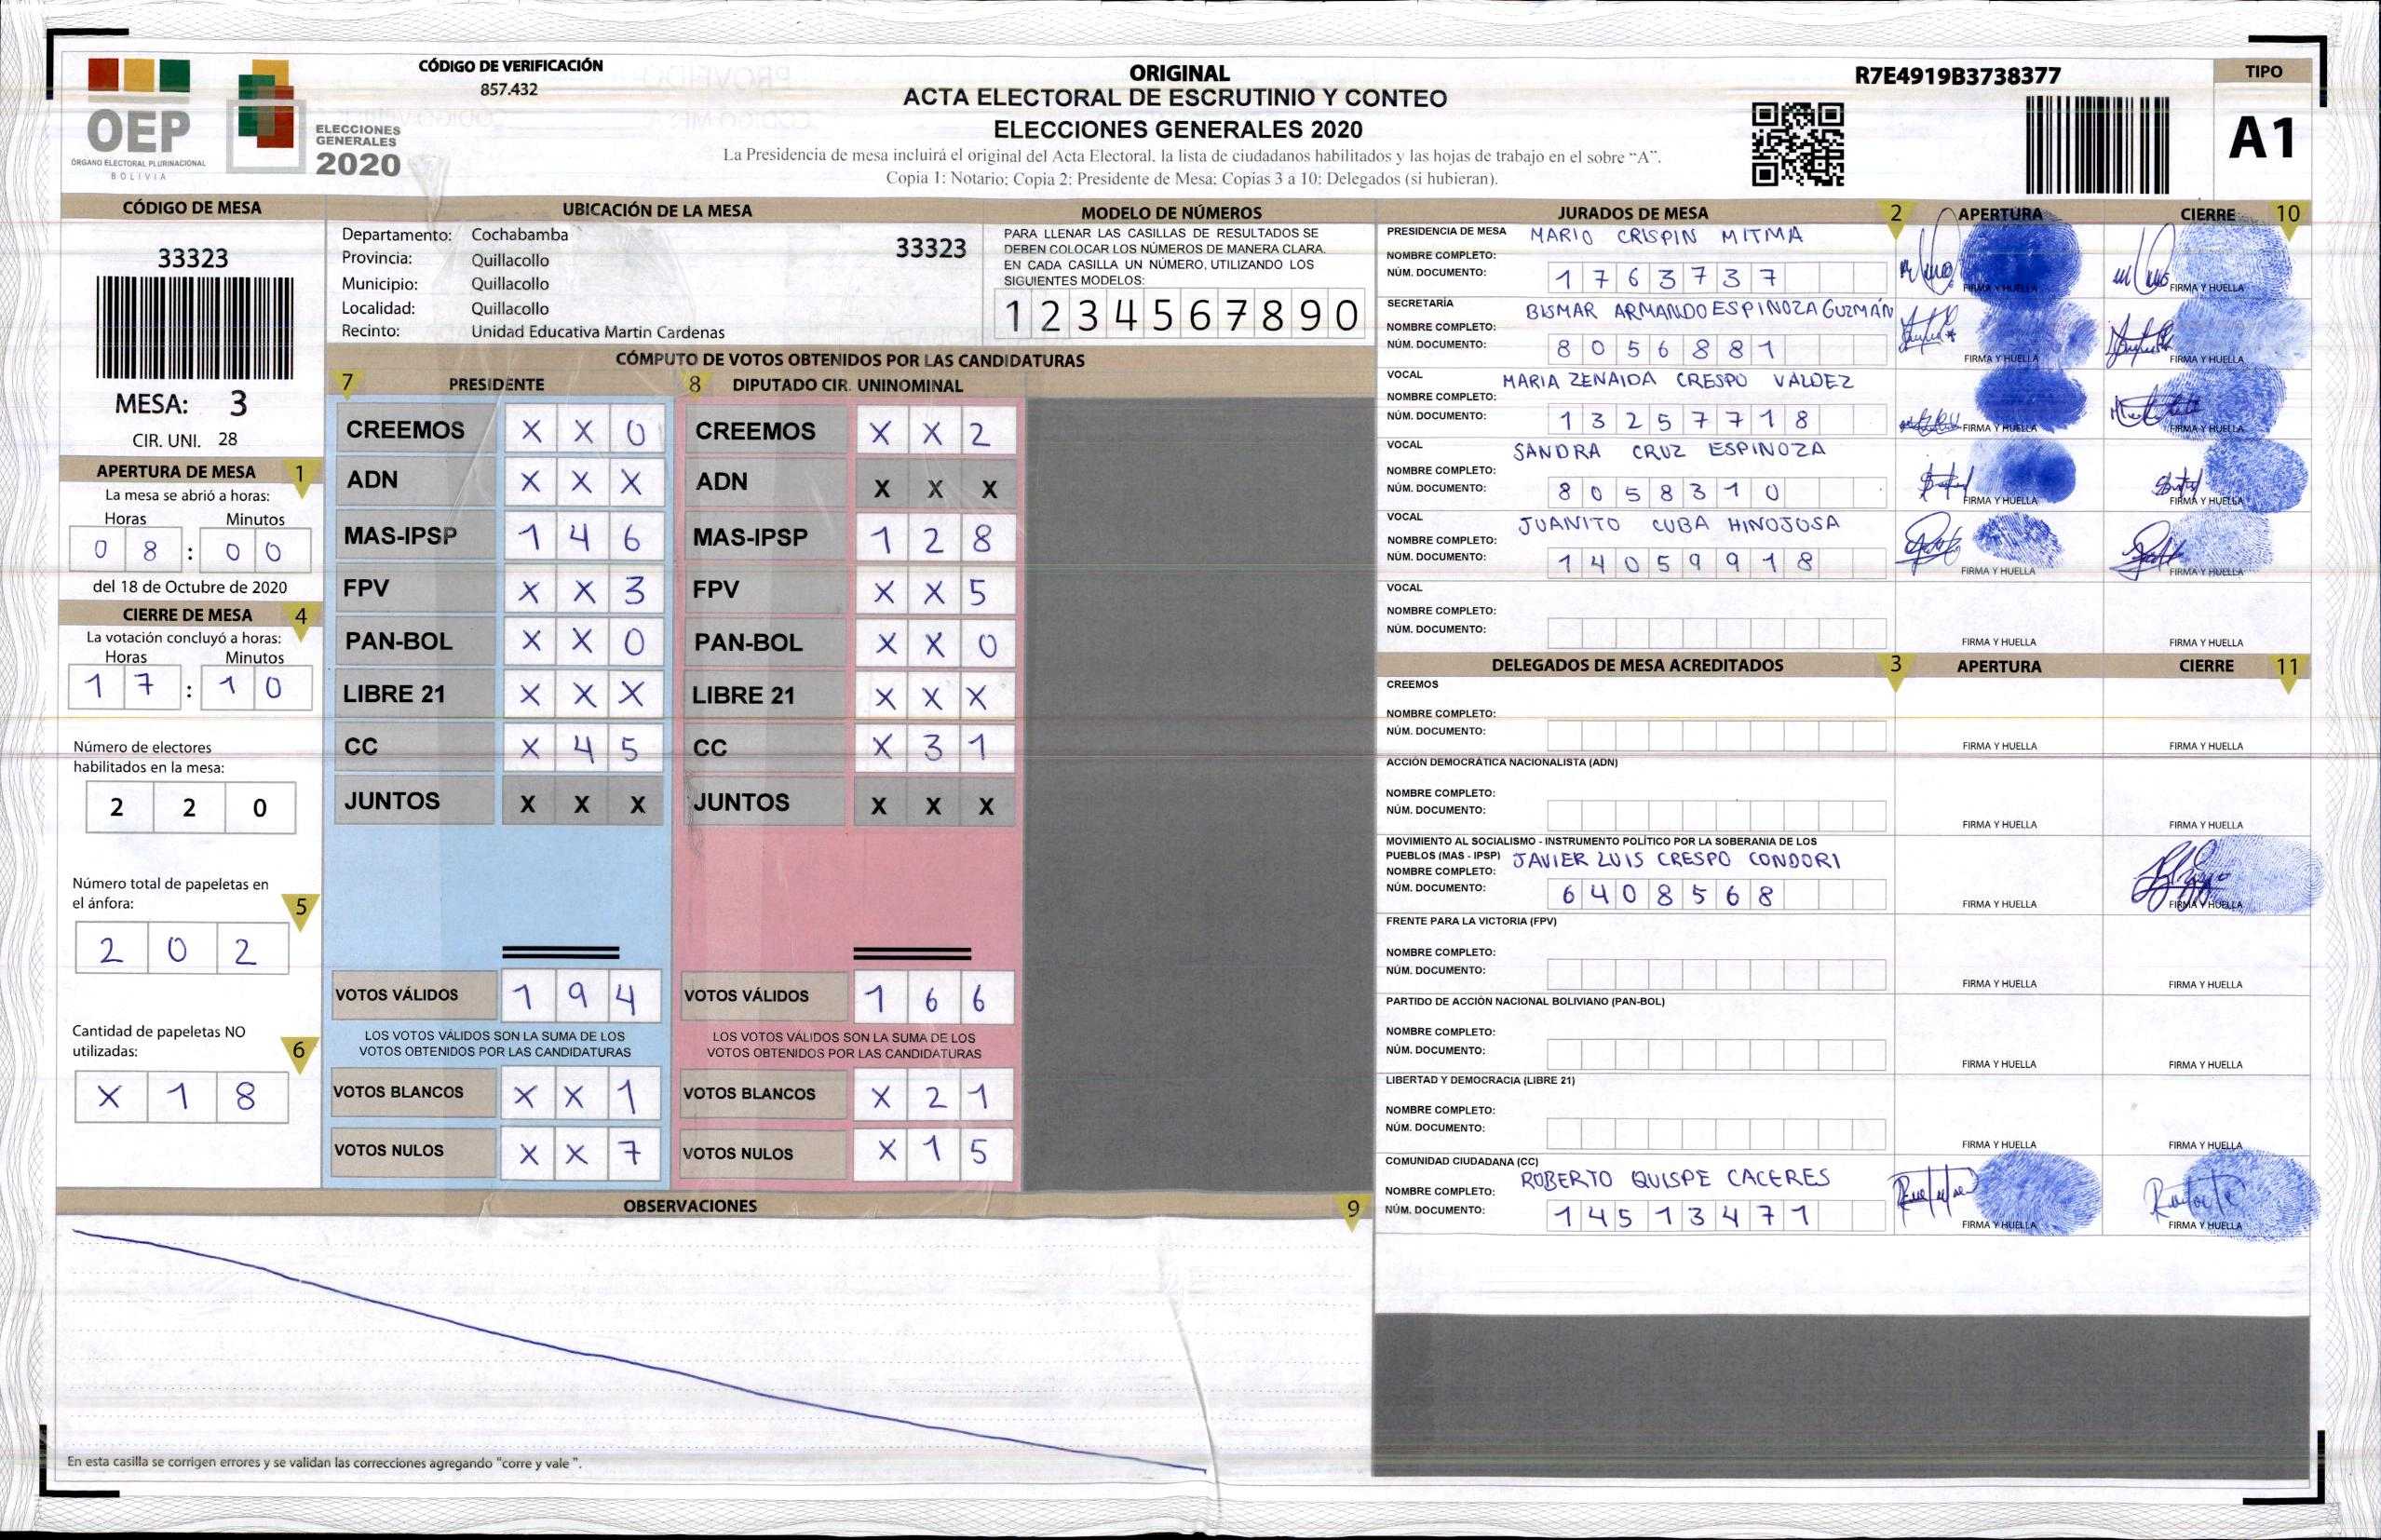 CÓDIGO DE VERIFICACIÓN
857.432
OEP
ÓRGANO ELECTORAL PLURINACIONAL
BOLIVIA
ELECCIONES
GENERALES
2020
ORIGINAL
ACTA ELECTORAL DE ESCRUTINIO Y CONTEO
ELECCIONES GENERALES 2020
La Presidencia de mesa incluirá el original del Acta Electoral, la lista de ciudadanos habilitados y las hojas de trabajo en el sobre “A”.
Copia 1: Notario; Copia 2: Presidente de Mesa; Copias 3 a 10: Delegados (si hubieran).
R7E4919B3738377
TIPO
A1
CÓDIGO DE MESA
33323
MESA: 3
CIR. UNI. 28
APERTURA DE MESA 1
La mesa se abrió a horas:
Horas Minutos
0 8 : 0 0
del 18 de Octubre de 2020
CIERRE DE MESA 4
La votación concluyó a horas:
Horas Minutos
1 7 : 1 0
Número de electores
habilitados en la mesa:
2 2 0
Número total de papeletas en
el ánfora: 5
2 0 2
Cantidad de papeletas NO
utilizadas: 6
X 1 8
UBICACIÓN DE LA MESA
Departamento: Cochabamba 33323
Provincia: Quillacollo
Municipio: Quillacollo
Localidad: Quillacollo
Recinto: Unidad Educativa Martin Cardenas
MODELO DE NÚMEROS
PARA LLENAR LAS CASILLAS DE RESULTADOS SE
DEBEN COLOCAR LOS NÚMEROS DE MANERA CLARA.
EN CADA CASILLA UN NÚMERO, UTILIZANDO LOS
SIGUIENTES MODELOS:
1 2 3 4 5 6 7 8 9 0
CÓMPUTO DE VOTOS OBTENIDOS POR LAS CANDIDATURAS
7 PRESIDENTE 8 DIPUTADO CIR. UNINOMINAL
CREEMOS X X 0 CREEMOS X X 2
ADN X X X ADN X X X
MAS-IPSP 1 4 6 MAS-IPSP 1 2 8
FPV X X 3 FPV X X 5
PAN-BOL X X 0 PAN-BOL X X 0
LIBRE 21 X X X LIBRE 21 X X X
CC X 4 5 CC X 3 1
JUNTOS X X X JUNTOS X X X
VOTOS VÁLIDOS 1 9 4 VOTOS VÁLIDOS 1 6 6
LOS VOTOS VÁLIDOS SON LA SUMA DE LOS LOS VOTOS VÁLIDOS SON LA SUMA DE LOS
VOTOS OBTENIDOS POR LAS CANDIDATURAS VOTOS OBTENIDOS POR LAS CANDIDATURAS
VOTOS BLANCOS X X 1 VOTOS BLANCOS X 2 1
VOTOS NULOS X X 7 VOTOS NULOS X 1 5
OBSERVACIONES 9
En esta casilla se corrigen errores y se validan las correcciones agregando "corre y vale ".
JURADOS DE MESA 2 APERTURA CIERRE 10
PRESIDENCIA DE MESA MARIO CRISPIN MITMA
NOMBRE COMPLETO:
NÚM. DOCUMENTO: 1 7 6 3 7 3 7 FIRMA Y HUELLA FIRMA Y HUELLA
SECRETARÍA BISMAR ARMANDO ESPINOZA GUZMÁN
NOMBRE COMPLETO:
NÚM. DOCUMENTO: 8 0 5 6 8 8 1 FIRMA Y HUELLA FIRMA Y HUELLA
VOCAL MARIA ZENAIDA CRESPO VALDEZ
NOMBRE COMPLETO:
NÚM. DOCUMENTO: 1 3 2 5 7 7 1 8 FIRMA Y HUELLA FIRMA Y HUELLA
VOCAL SANDRA CRUZ ESPINOZA
NOMBRE COMPLETO:
NÚM. DOCUMENTO: 8 0 5 8 3 1 0 FIRMA Y HUELLA FIRMA Y HUELLA
VOCAL JUANITO CUBA HINOJOSA
NOMBRE COMPLETO:
NÚM. DOCUMENTO: 1 4 0 5 9 9 1 8 FIRMA Y HUELLA FIRMA Y HUELLA
VOCAL
NOMBRE COMPLETO:
NÚM. DOCUMENTO: FIRMA Y HUELLA FIRMA Y HUELLA
DELEGADOS DE MESA ACREDITADOS 3 APERTURA CIERRE 11
CREEMOS
NOMBRE COMPLETO:
NÚM. DOCUMENTO: FIRMA Y HUELLA FIRMA Y HUELLA
ACCIÓN DEMOCRÁTICA NACIONALISTA (ADN)
NOMBRE COMPLETO:
NÚM. DOCUMENTO: FIRMA Y HUELLA FIRMA Y HUELLA
MOVIMIENTO AL SOCIALISMO - INSTRUMENTO POLÍTICO POR LA SOBERANIA DE LOS
PUEBLOS (MAS - IPSP) JAVIER LUIS CRESPO CONDORI
NOMBRE COMPLETO:
NÚM. DOCUMENTO: 6 4 0 8 5 6 8 FIRMA Y HUELLA FIRMA Y HUELLA
FRENTE PARA LA VICTORIA (FPV)
NOMBRE COMPLETO:
NÚM. DOCUMENTO: FIRMA Y HUELLA FIRMA Y HUELLA
PARTIDO DE ACCIÓN NACIONAL BOLIVIANO (PAN-BOL)
NOMBRE COMPLETO:
NÚM. DOCUMENTO: FIRMA Y HUELLA FIRMA Y HUELLA
LIBERTAD Y DEMOCRACIA (LIBRE 21)
NOMBRE COMPLETO:
NÚM. DOCUMENTO: FIRMA Y HUELLA FIRMA Y HUELLA
COMUNIDAD CIUDADANA (CC) ROBERTO QUISPE CACERES
NOMBRE COMPLETO:
NÚM. DOCUMENTO: 1 4 5 1 3 4 7 1 FIRMA Y HUELLA FIRMA Y HUELLA